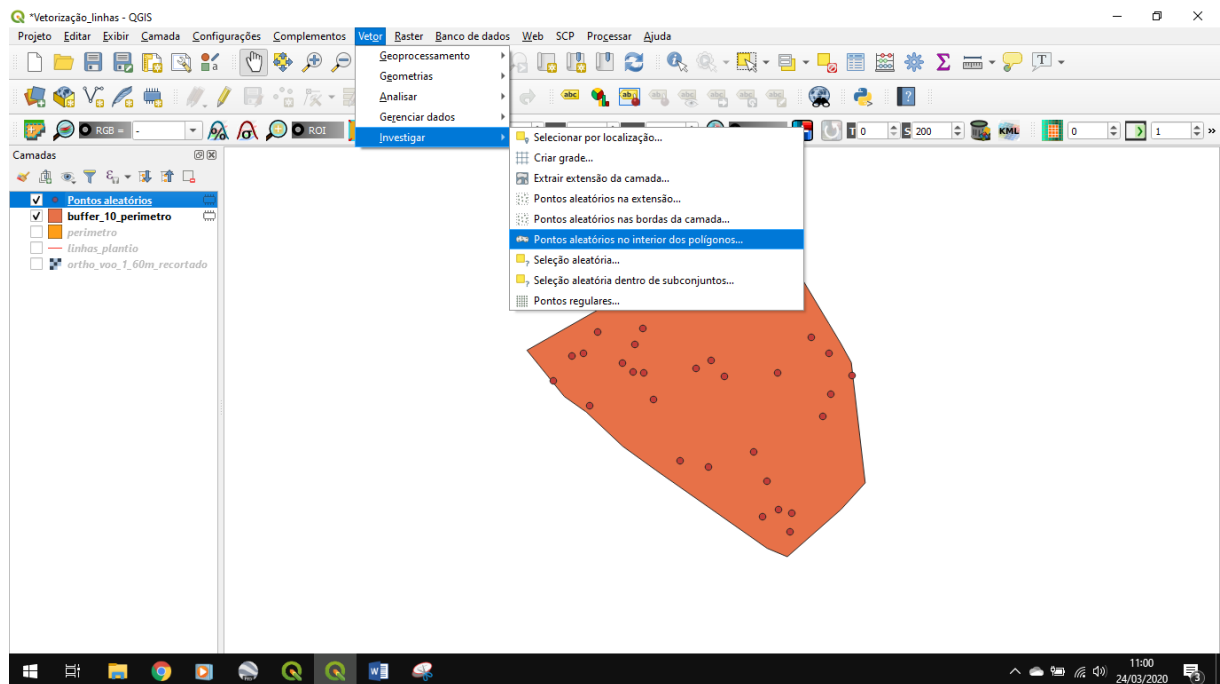 *Vetorização_linhas - QGIS
Projeto Editar Exibir Camada Configurações Complementos Vetor Raster Banco de dados Web SCP Processar Ajuda
Geoprocessamento
Geometrias
Analisar
Gerenciar dados
Investigar
Selecionar por localização...
Criar grade...
Extrair extensão da camada...
Pontos aleatórios na extensão...
Pontos aleatórios nas bordas da camada...
Pontos aleatórios no interior dos polígonos...
Seleção aleatória...
Seleção aleatória dentro de subconjuntos...
Pontos regulares...
abc ab
RGB = - ROI T 0 S 200 KML 0 1 »
Camadas
Pontos aleatórios
buffer_10_perimetro
perimetro
linhas_plantio
ortho_voo_1_60m_recortado
11:00
24/03/2020